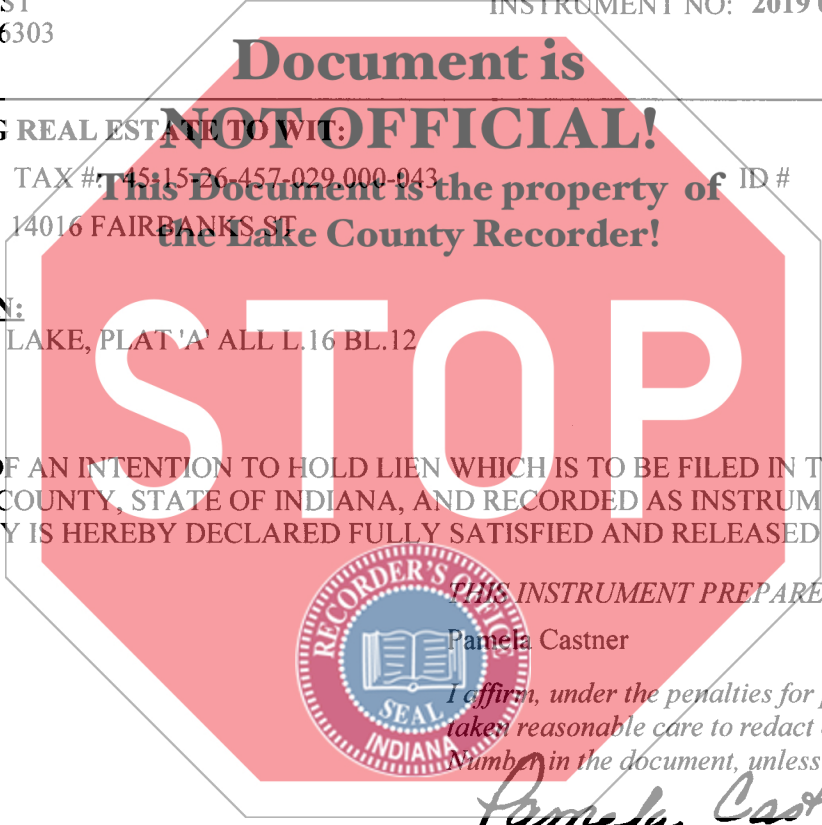 ST
INSTRUMENT NO: 2019 0
6303
Document is
NOT OFFICIAL!
G REAL ESTATE TO WIT:
TAX #: 45-15-26-457-029.000-043 ID #
This Document is the property of
14016 FAIRBANKS ST
the Lake County Recorder!
N:
LAKE, PLAT 'A' ALL L.16 BL.12
STOP
OF AN INTENTION TO HOLD LIEN WHICH IS TO BE FILED IN T
COUNTY, STATE OF INDIANA, AND RECORDED AS INSTRUM
Y IS HEREBY DECLARED FULLY SATISFIED AND RELEASED
RECORDER'S OFFICE
SEAL
INDIANA
THIS INSTRUMENT PREPARE
Pamela Castner
I affirm, under the penalties for p
taken reasonable care to redact
Number in the document, unless
Pamela Cast